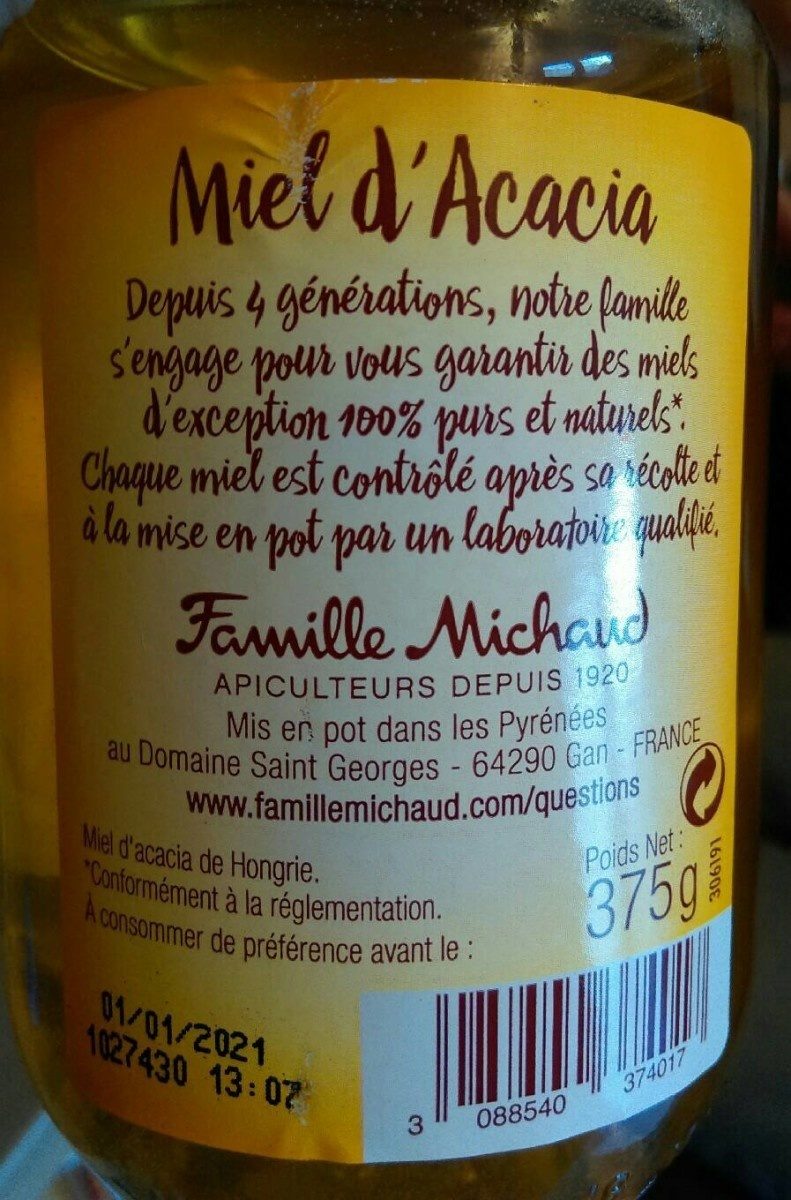 Miel d'Acacia
Depuis 4 générations, notre famille
s'engage pour vous garantir des miels
d'exception 100% purs et naturels*.
Chaque miel est contrôlé après sa récolte et
à la mise en pot par un laboratoire qualifié.
Famille Michaud
APICULTEURS DEPUIS 1920
Mis en pot dans les Pyrénées
au Domaine Saint Georges - 64290 Gan - FRANCE
www.famillemichaud.com/questions
Miel d'acacia de Hongrie.
*Conformément à la réglementation.
À consommer de préférence avant le :
Poids Net :
375g
306191
01/01/2021
1027430 13:07
3 088540 374017